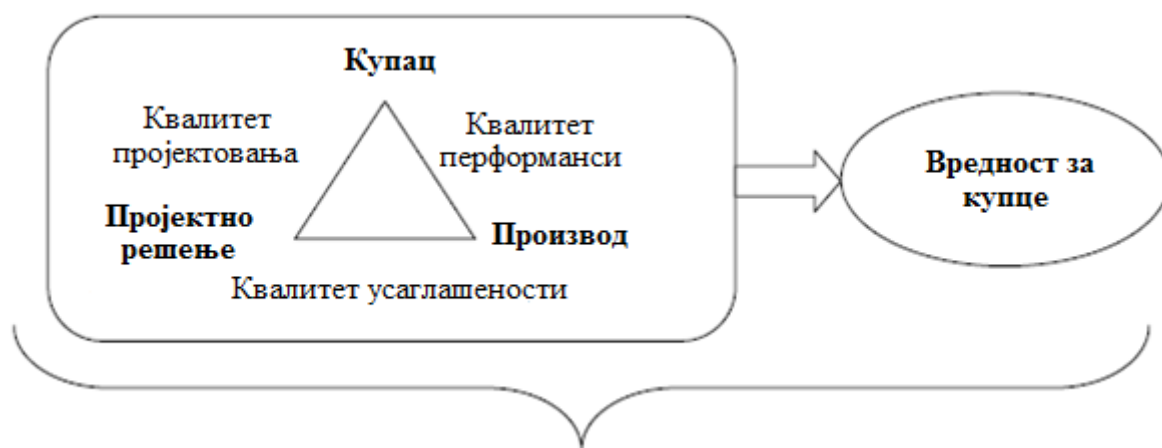 Купац
Квалитет
пројектовања
Квалитет
перформанси
Пројектно
решење
Производ
Квалитет усаглашености
Вредност за
купце